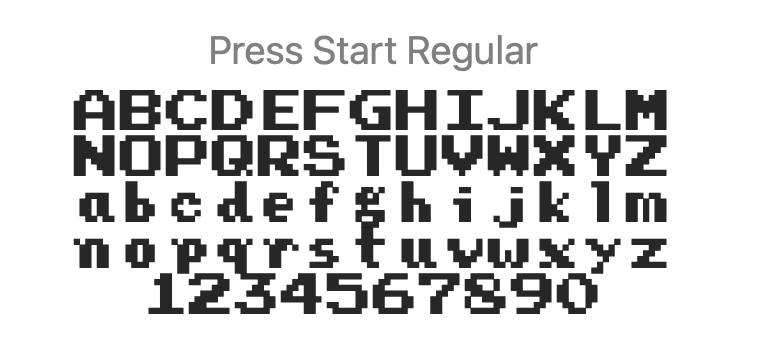 Press Start Regular
ABCDEFGHIJKLM
NOPQRSTUVWXYZ
abcdefghijklm
nopqrstuvwxyz
1234567890